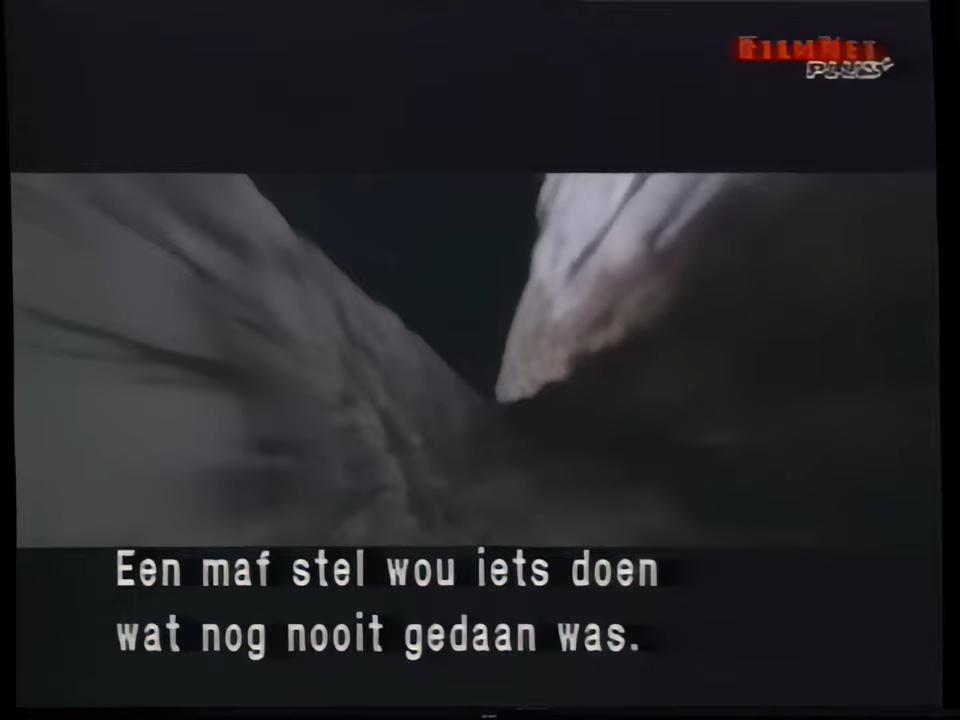 FILMNET
PLUS+
Een maf stel wou iets doen
wat nog nooit gedaan was.